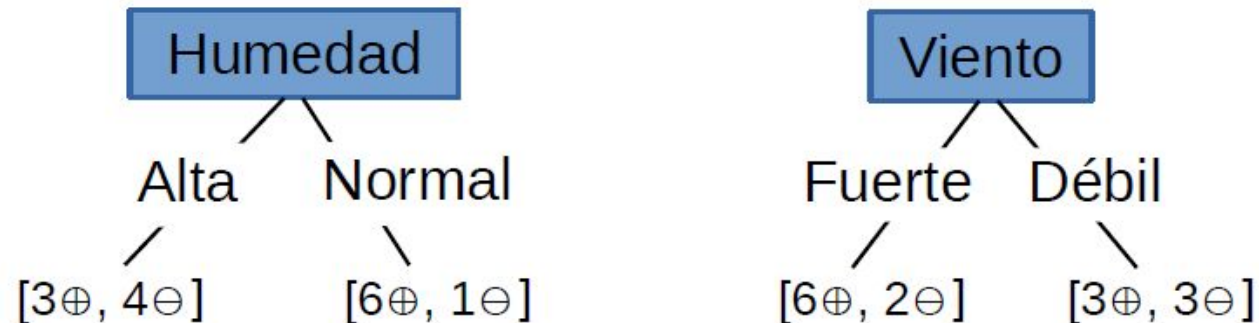 Humedad
Viento
Alta
Normal
Fuerte
Débil
[3⊕, 4⊖]
[6⊕, 1⊖]
[6⊕, 2⊖]
[3⊕, 3⊖]